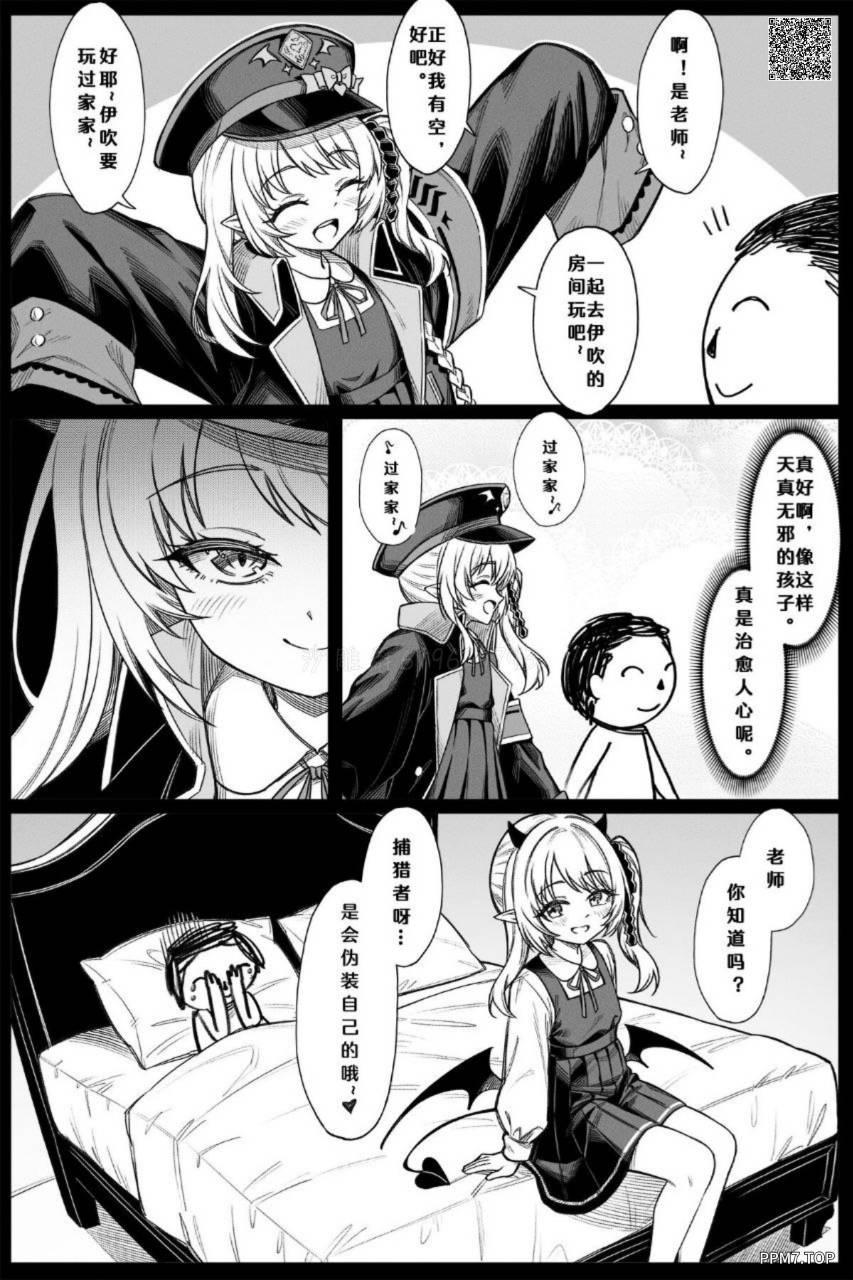 啊！是老师~
正好我有空，
好吧。
一起去伊吹的
房间玩吧~
好耶~伊吹要
玩过家家~
真好啊，像这样
天真无邪的孩子。
真是治愈人心呢。
过家家~♪
♪过家家~♪
老师
你知道吗？
捕猎者呀…
是会伪装自己的哦~♥
PPM7.TOP